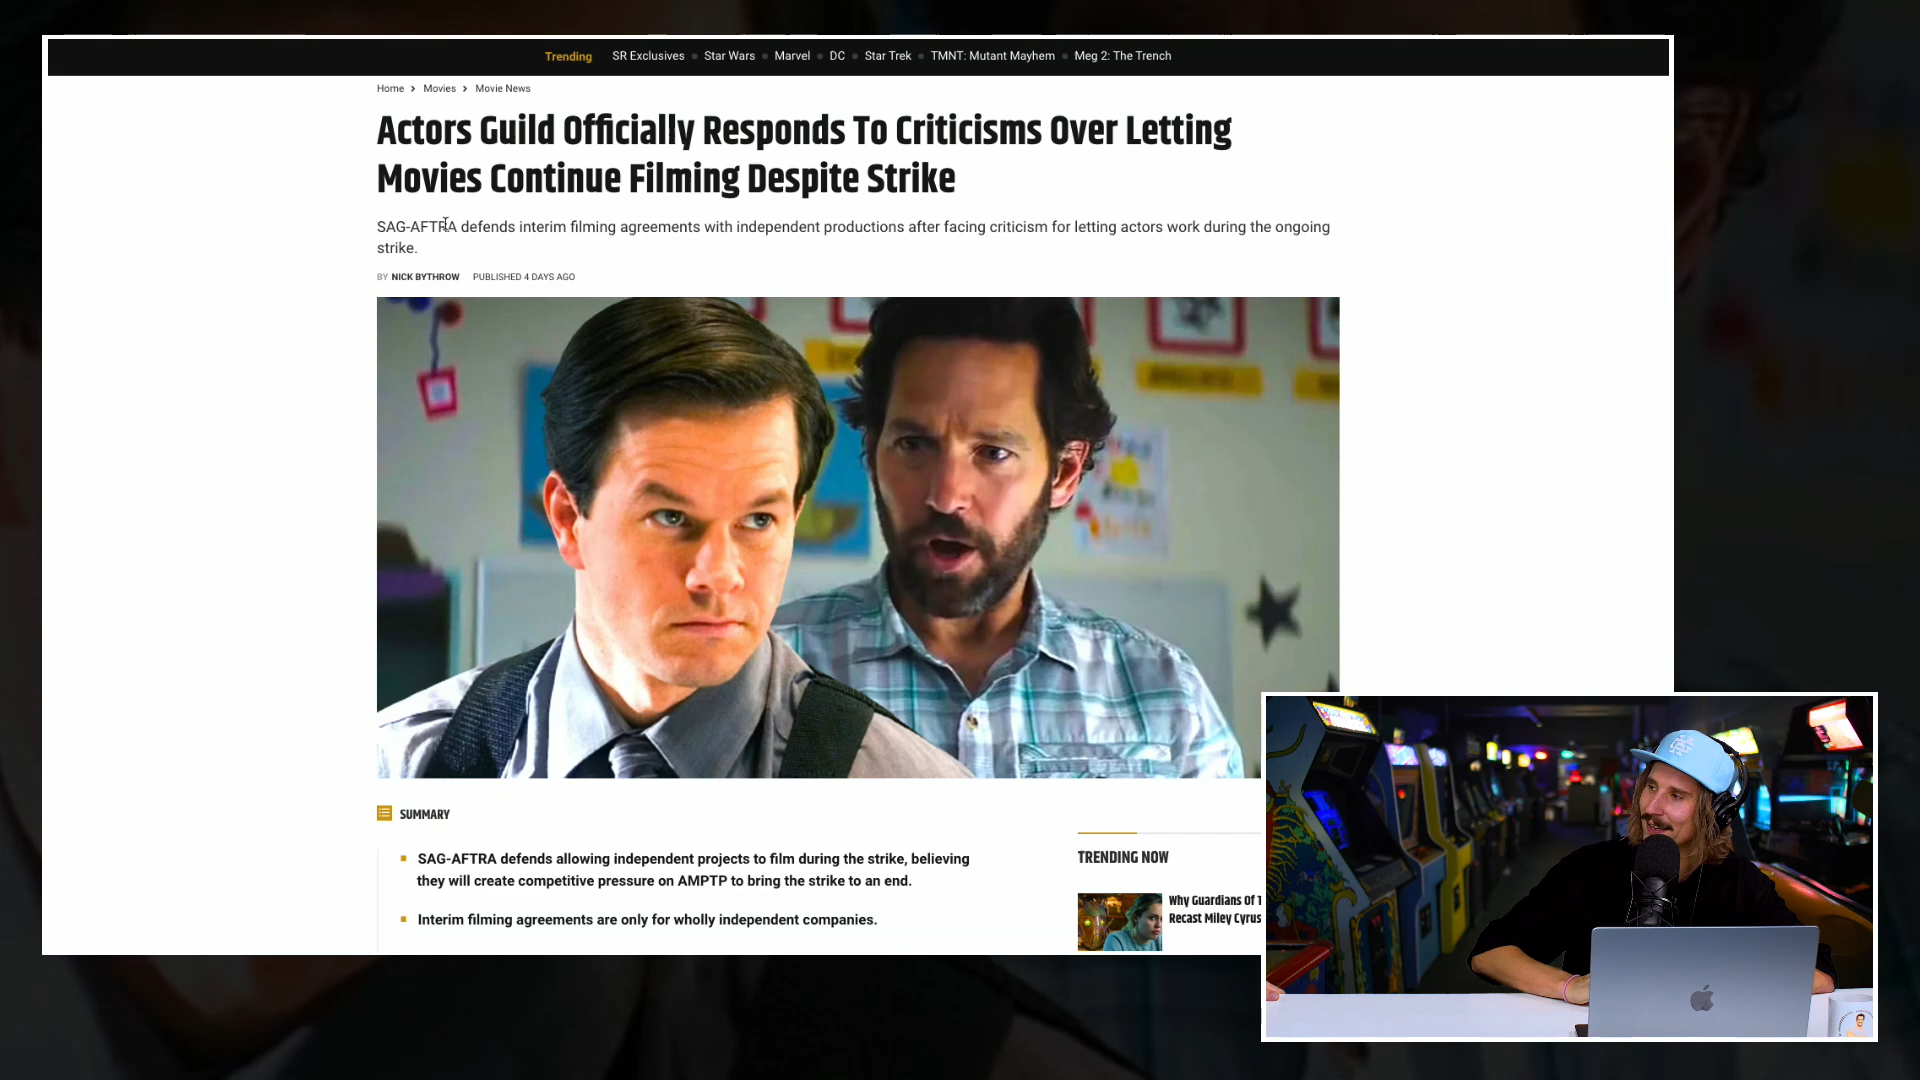 Trending SR Exclusives Star Wars Marvel DC Star Trek TMNT: Mutant Mayhem Meg 2: The Trench
Home > Movies > Movie News
Actors Guild Officially Responds To Criticisms Over Letting
Movies Continue Filming Despite Strike
SAG-AFTRA defends interim filming agreements with independent productions after facing criticism for letting actors work during the ongoing
strike.
BY NICK BYTHROW PUBLISHED 4 DAYS AGO
SUMMARY
SAG-AFTRA defends allowing independent projects to film during the strike, believing
they will create competitive pressure on AMPTP to bring the strike to an end.
Interim filming agreements are only for wholly independent companies.
TRENDING NOW
Why Guardians Of
Recast Miley Cyrus